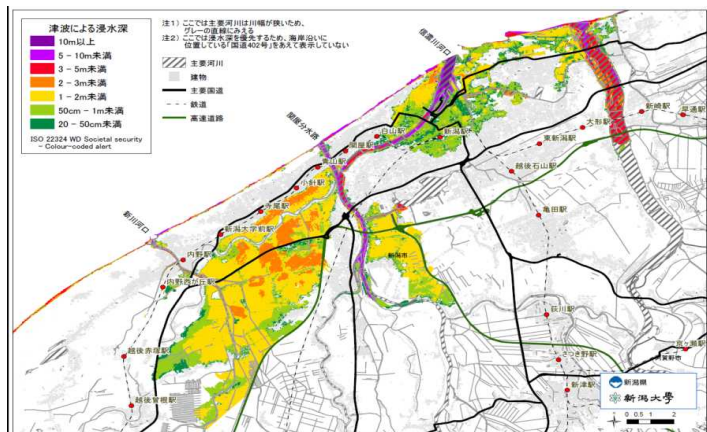 津波による浸水深
10m以上
5 - 10m未満
3 - 5m未満
2 - 3m未満
1 - 2m未満
50cm - 1m未満
20 - 50cm未満
ISO 22324 WD Societal security
- Colour-coded alert
注1) ここでは主要河川は川幅が狭いため、
グレーの直線にみえる
注2) ここでは浸水深を優先するため、海岸沿いに
位置している「国道402号」をあえて表示していない
主要河川
建物
主要国道
鉄道
高速道路
信濃川河口
関屋分水路
新川河口
白山駅
新潟駅
関屋駅
青山駅
小針駅
寺尾駅
新潟大学前駅
内野駅
内野西が丘駅
越後赤塚駅
越後曽根駅
新崎駅
早通駅
大形駅
東新潟駅
越後石山駅
亀田駅
新潟市
荻川駅
さつき野駅
新津駅
京ヶ瀬駅
阿賀野市
新潟県
新潟大學
0 0.5 1 2